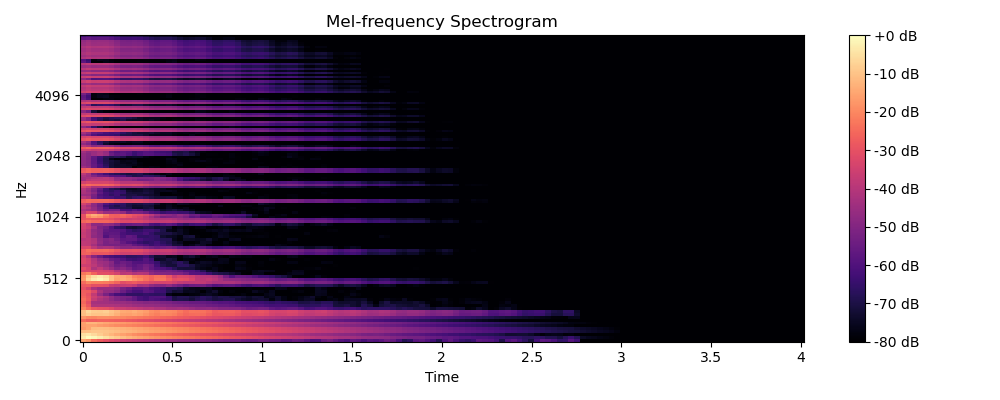 Mel-frequency Spectrogram
Hz
4096
2048
1024
512
0
0
0.5
1
1.5
2
2.5
3
3.5
4
Time
+0 dB
-10 dB
-20 dB
-30 dB
-40 dB
-50 dB
-60 dB
-70 dB
-80 dB